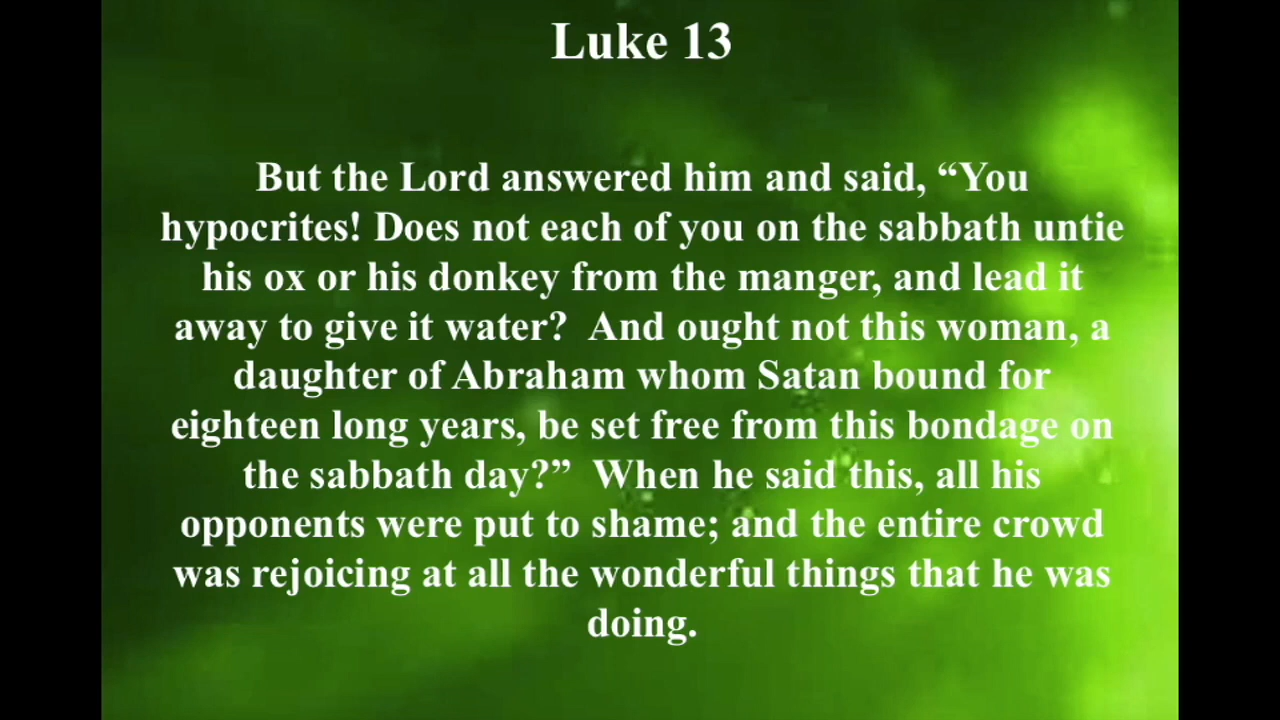 Luke 13
But the Lord answered him and said, “You
hypocrites! Does not each of you on the sabbath untie
his ox or his donkey from the manger, and lead it
away to give it water?  And ought not this woman, a
daughter of Abraham whom Satan bound for
eighteen long years, be set free from this bondage on
the sabbath day?”  When he said this, all his
opponents were put to shame; and the entire crowd
was rejoicing at all the wonderful things that he was
doing.